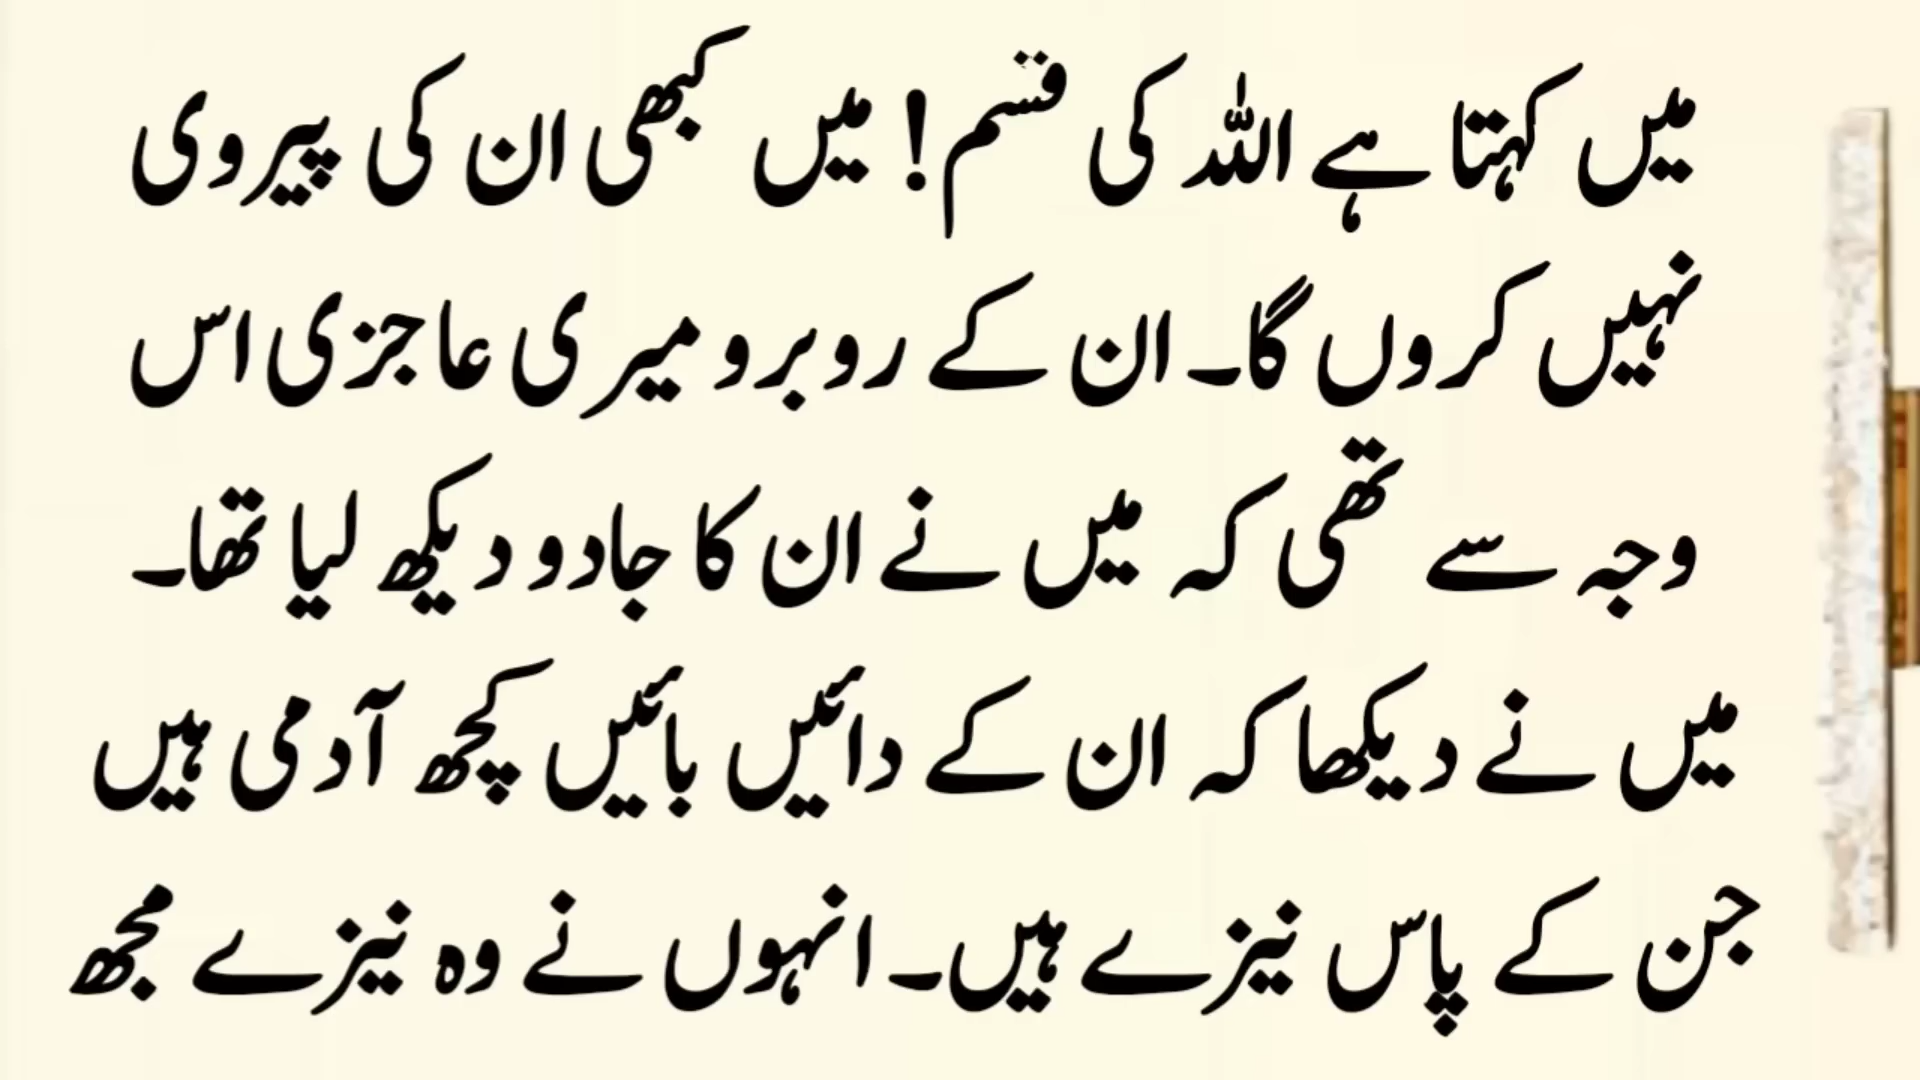 میں کہتا ہے اللہ کی قسم! میں کبھی ان کی پیروی
نہیں کروں گا۔ ان کے روبرو میری عاجزی اس
وجہ سے تھی کہ میں نے ان کا جادو دیکھ لیا تھا۔
میں نے دیکھا کہ ان کے دائیں بائیں کچھ آدمی ہیں
جن کے پاس نیزے ہیں۔ انہوں نے وہ نیزے مجھ